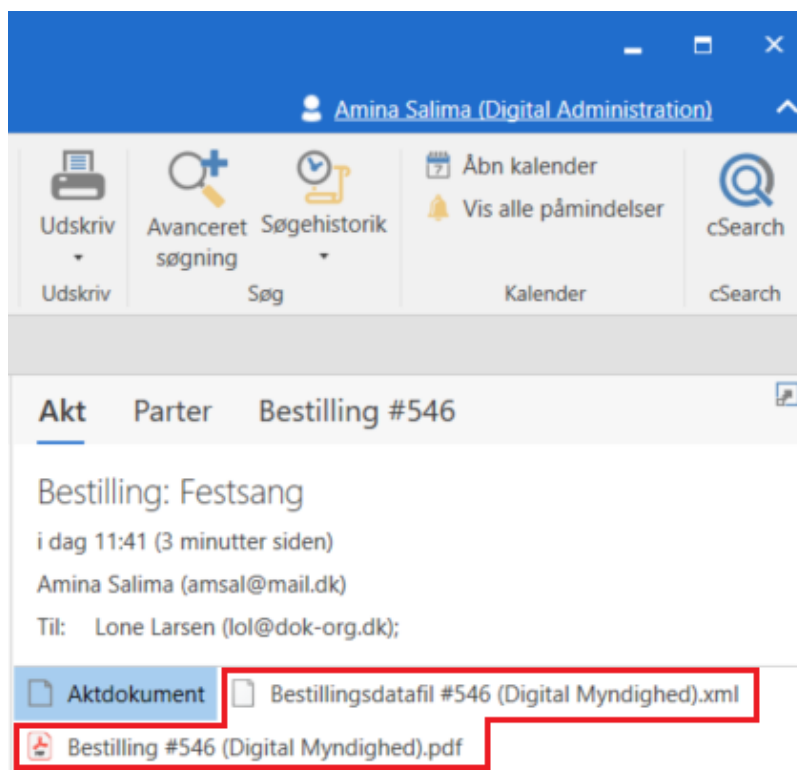 Amina Salima (Digital Administration)
Udskriv
Avanceret søgning
Søgehistorik
7
Åbn kalender
Vis alle påmindelser
cSearch
Udskriv
Søg
Kalender
cSearch
Akt Parter Bestilling #546
Bestilling: Festsang
i dag 11:41 (3 minutter siden)
Amina Salima (amsal@mail.dk)
Til: Lone Larsen (lol@dok-org.dk);
Aktdokument Bestillingsdatafil #546 (Digital Myndighed).xml
Bestilling #546 (Digital Myndighed).pdf